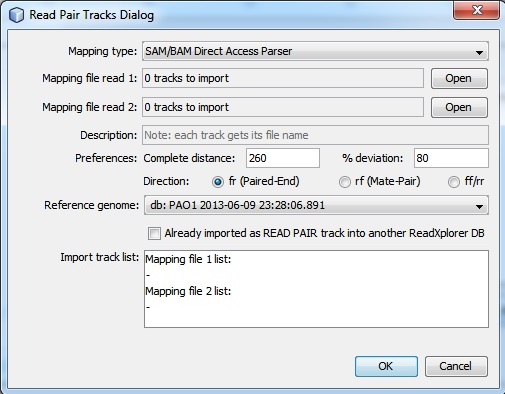 Read Pair Tracks Dialog
Mapping type: SAM/BAM Direct Access Parser
Mapping file read 1: 0 tracks to import Open
Mapping file read 2: 0 tracks to import Open
Description: Note: each track gets its file name
Preferences: Complete distance: 260 % deviation: 80
Direction: fr (Paired-End) rf (Mate-Pair) ff/rr
Reference genome: db: PAO1 2013-06-09 23:28:06.891
Already imported as READ PAIR track into another ReadXplorer DB
Import track list: Mapping file 1 list:
-
Mapping file 2 list:
-
OK Cancel